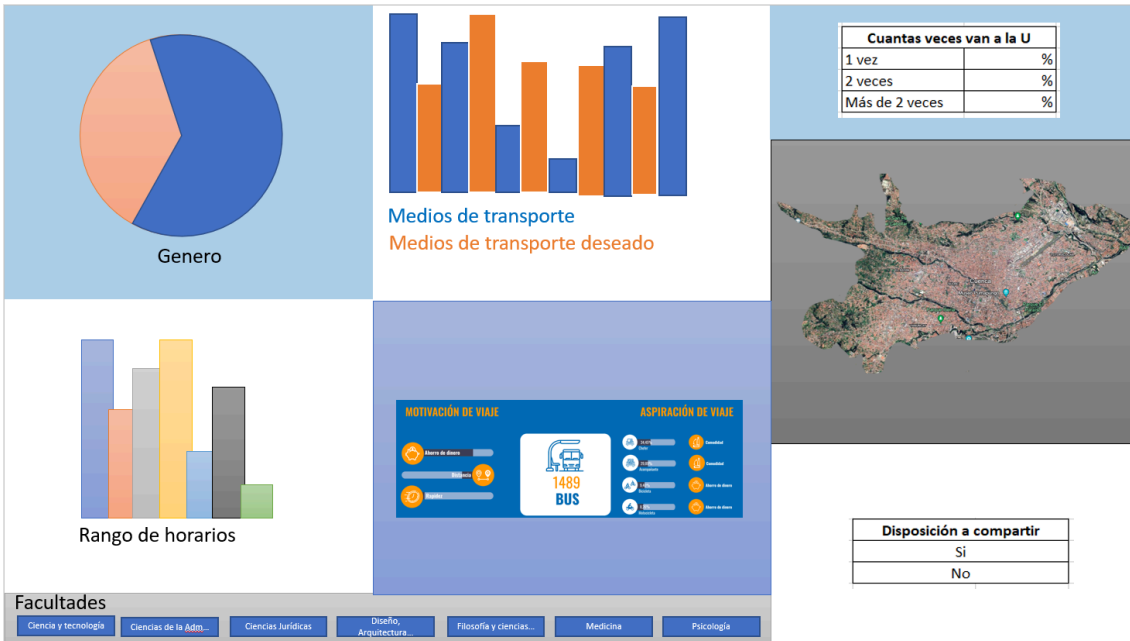 Genero
Medios de transporte
Medios de transporte deseado
Cuantas veces van a la U
1 vez %
2 veces %
Más de 2 veces %
Rango de horarios
MOTIVACIÓN DE VIAJE
Ahorro de dinero
Distancia
Rapidez
1489
BUS
ASPIRACIÓN DE VIAJE
Comodidad
Acompañante
Comodidad
Bicicleta
Ahorro de dinero
Ahorro de dinero
Disposición a compartir
Si
No
Facultades
Ciencia y tecnología
Ciencias de la Adm...
Ciencias Jurídicas
Diseño,
Arquitectura...
Filosofía y ciencias...
Medicina
Psicología